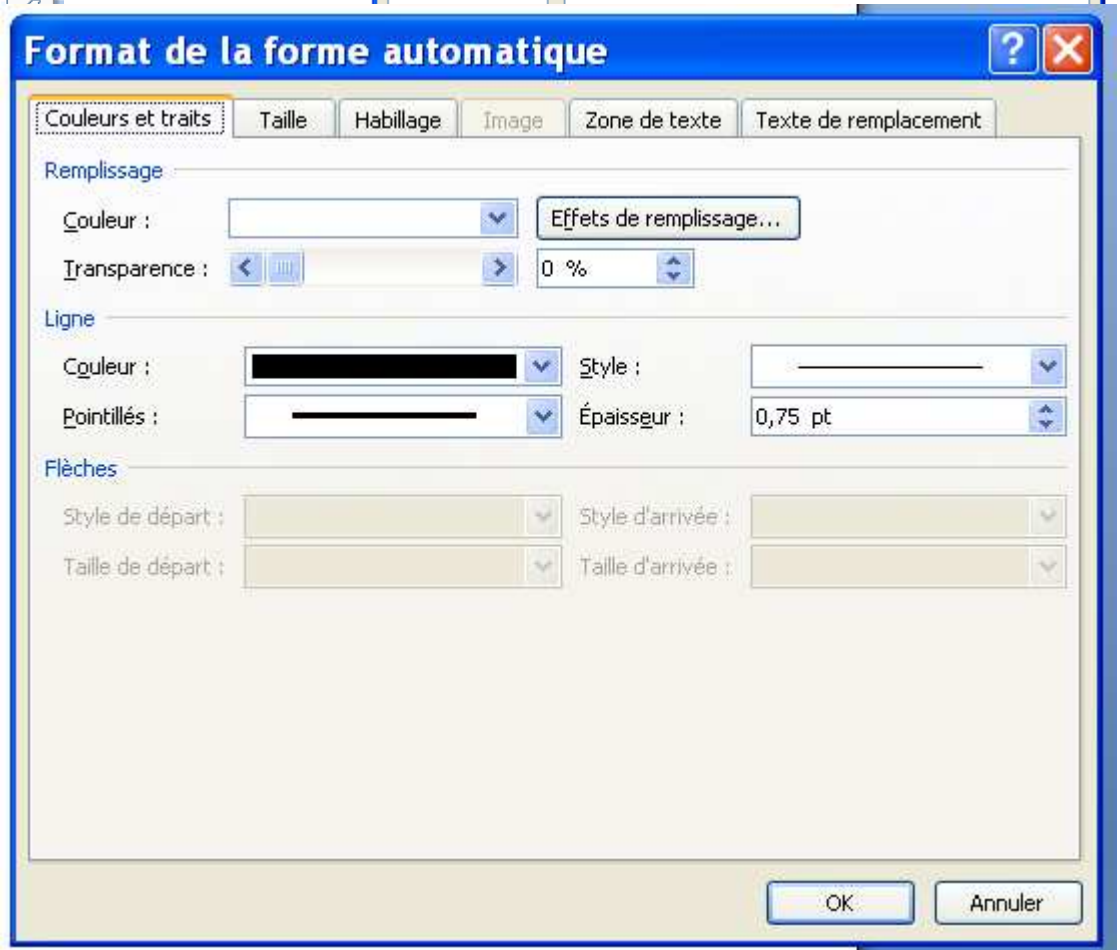 Format de la forme automatique
Couleurs et traits Taille Habillage Image Zone de texte Texte de remplacement
Remplissage
Couleur : Effets de remplissage...
Transparence : 0 %
Ligne
Couleur : Style :
Pointillés : Épaisseur : 0,75 pt
Flèches
Style de départ : Style d'arrivée :
Taille de départ : Taille d'arrivée :
OK Annuler